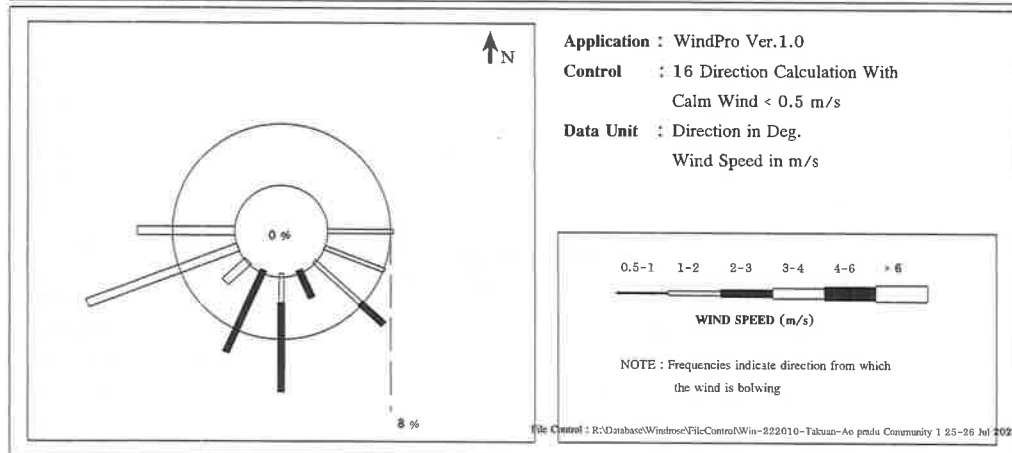 N
0 %
8 %
Application : WindPro Ver.1.0
Control : 16 Direction Calculation With
Calm Wind < 0.5 m/s
Data Unit : Direction in Deg.
Wind Speed in m/s
0.5-1 1-2 2-3 3-4 4-6 > 6
WIND SPEED (m/s)
NOTE : Frequencies indicate direction from which
the wind is bolwing
File Control : R:\Database\Windrose\FileControl\Win-222010-Takuan-Ao pradu Community 1 25-26 Jul 202